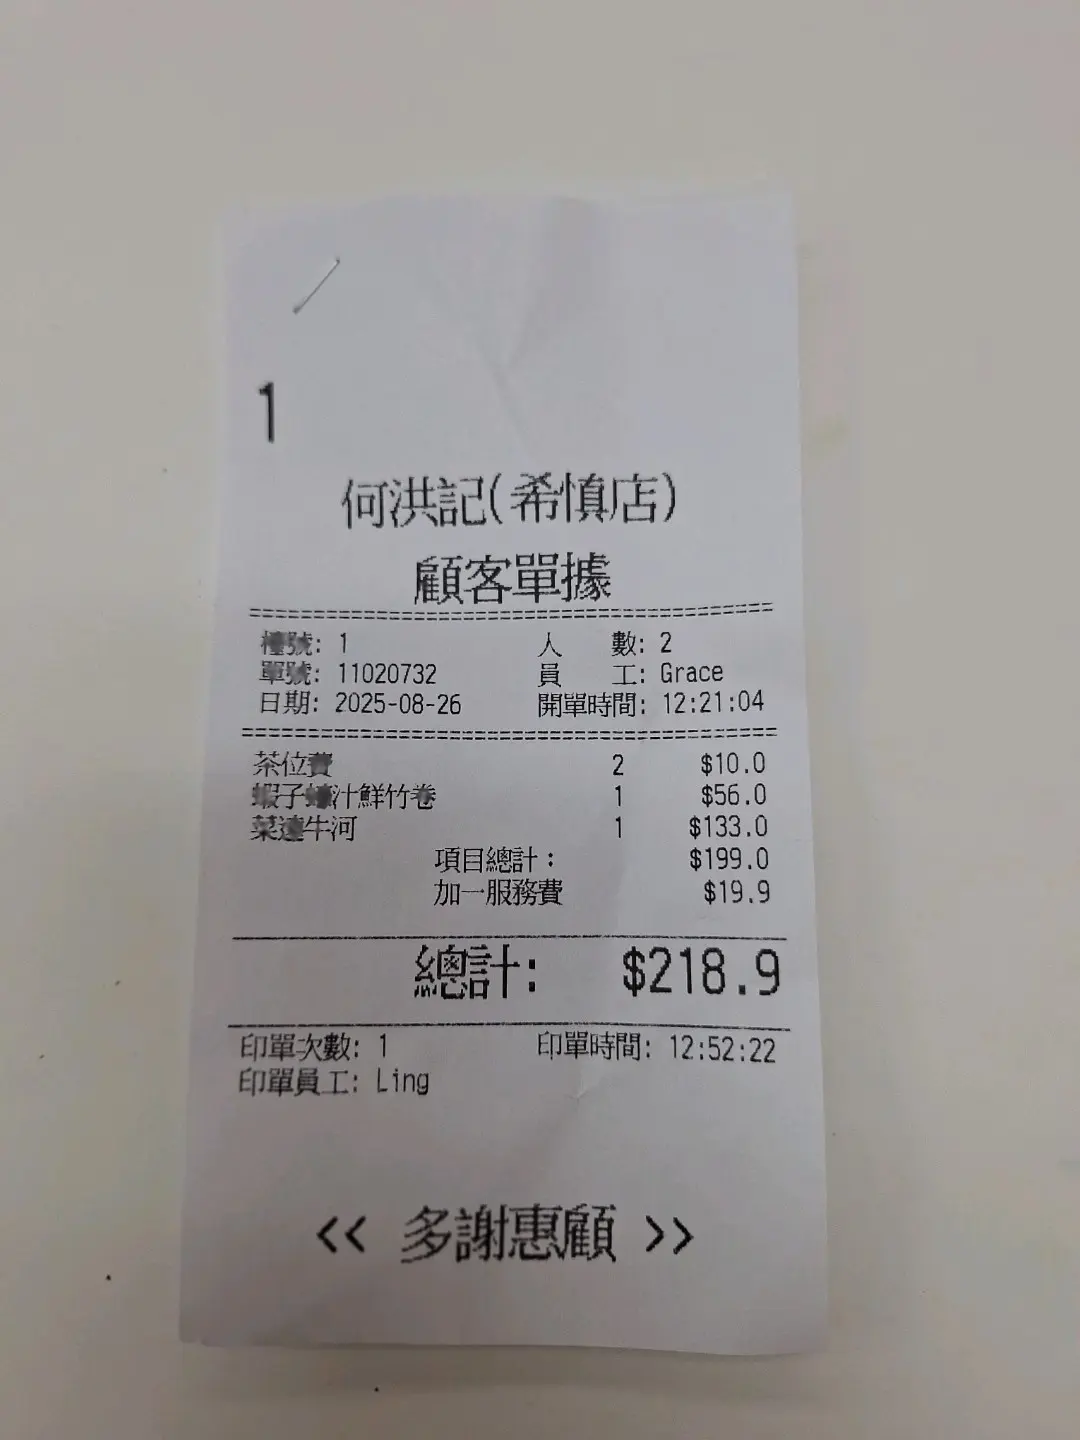 1
何洪記(希慎店)
顧客單據
檯號: 1 人 數: 2
單號: 11020732 員 工: Grace
日期: 2025-08-26 開單時間: 12:21:04
茶位費 2 $10.0
蝦子蠔汁鮮竹卷 1 $56.0
菜遠牛河 1 $133.0
項目總計: $199.0
加一服務費 $19.9
總計: $218.9
印單次數: 1 印單時間: 12:52:22
印單員工: Ling
<< 多謝惠顧 >>